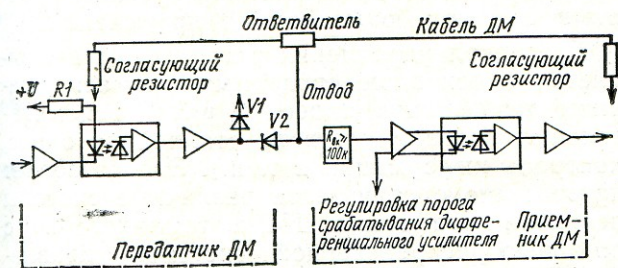 Ответвитель
Кабель ДМ
Согласующий
резистор
Согласующий
резистор
+U
R1
V1
Отвод
V2
Rвх≥
100к
Регулировка порога
срабатывания диффе-
ренциального усилителя
Прием-
ник ДМ
Передатчик ДМ